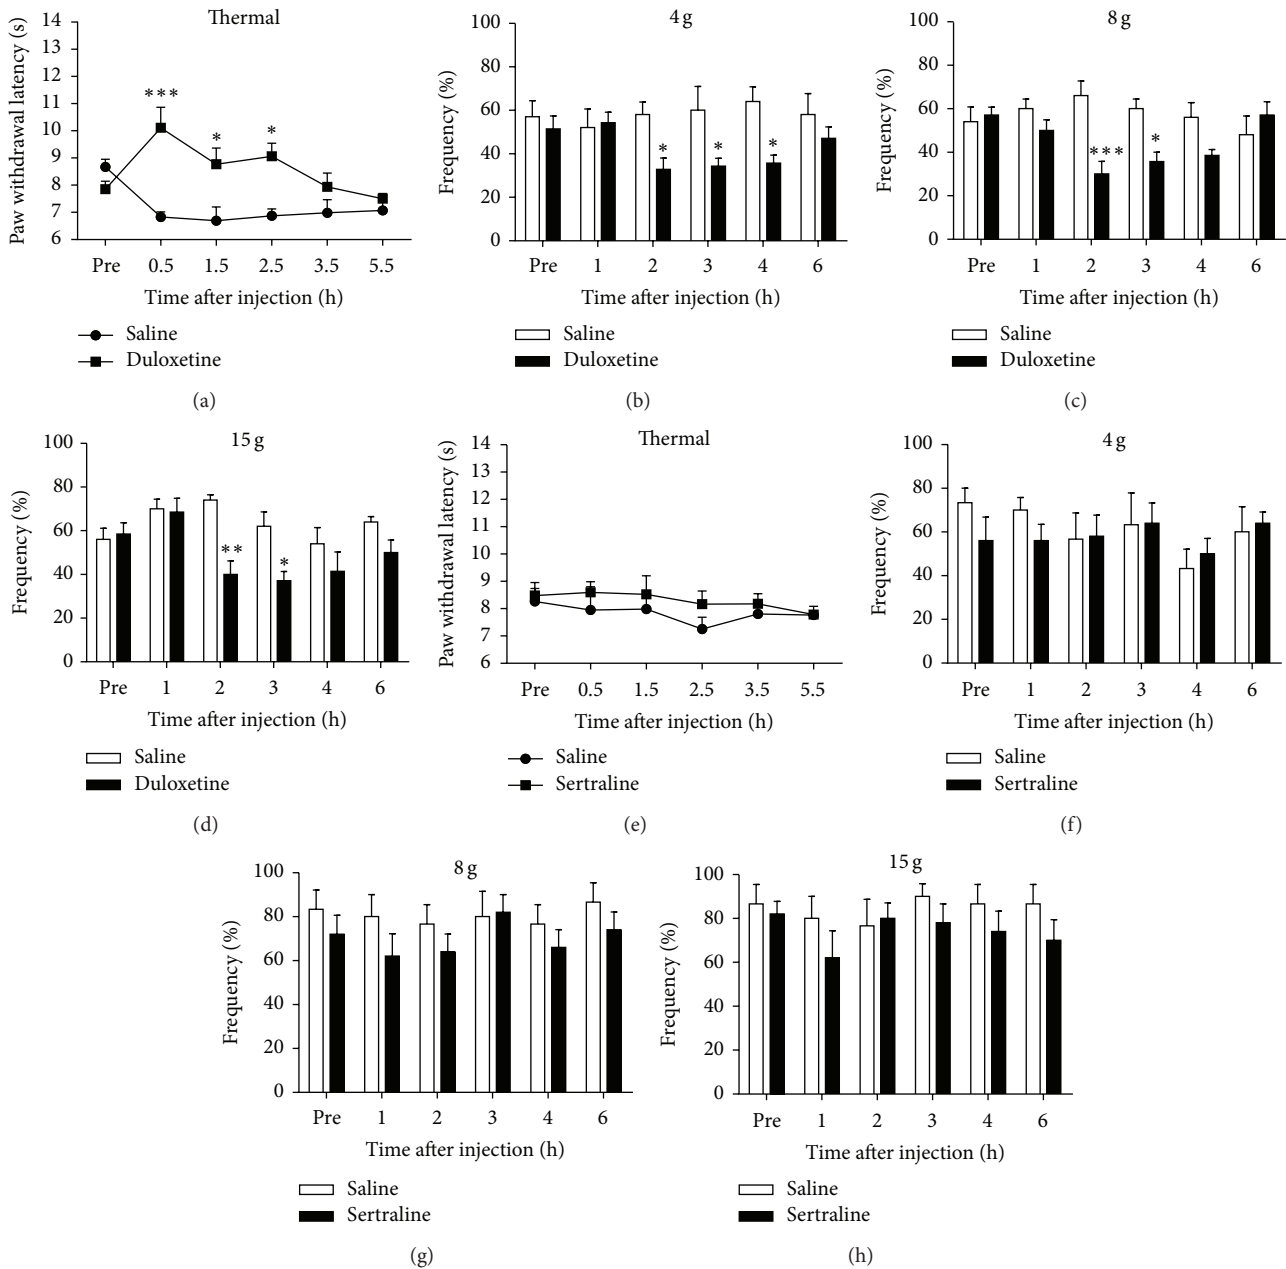 Thermal
Paw withdrawal latency (s)
14
13
12
11
10
9
8
7
6
***
*
*
Pre 0.5 1.5 2.5 3.5 5.5
Time after injection (h)
Saline
Duloxetine
(a)
4 g
Frequency (%)
100
80
60
40
20
0
*
*
*
Pre 1 2 3 4 6
Time after injection (h)
Saline
Duloxetine
(b)
8 g
Frequency (%)
100
80
60
40
20
0
***
*
Pre 1 2 3 4 6
Time after injection (h)
Saline
Duloxetine
(c)
15 g
Frequency (%)
100
80
60
40
20
0
**
*
Pre 1 2 3 4 6
Time after injection (h)
Saline
Duloxetine
(d)
Thermal
Paw withdrawal latency (s)
14
13
12
11
10
9
8
7
6
Pre 0.5 1.5 2.5 3.5 5.5
Time after injection (h)
Saline
Sertraline
(e)
4 g
Frequency (%)
100
80
60
40
20
0
Pre 1 2 3 4 6
Time after injection (h)
Saline
Sertraline
(f)
8 g
Frequency (%)
100
80
60
40
20
0
Pre 1 2 3 4 6
Time after injection (h)
Saline
Sertraline
(g)
15 g
Frequency (%)
100
80
60
40
20
0
Pre 1 2 3 4 6
Time after injection (h)
Saline
Sertraline
(h)